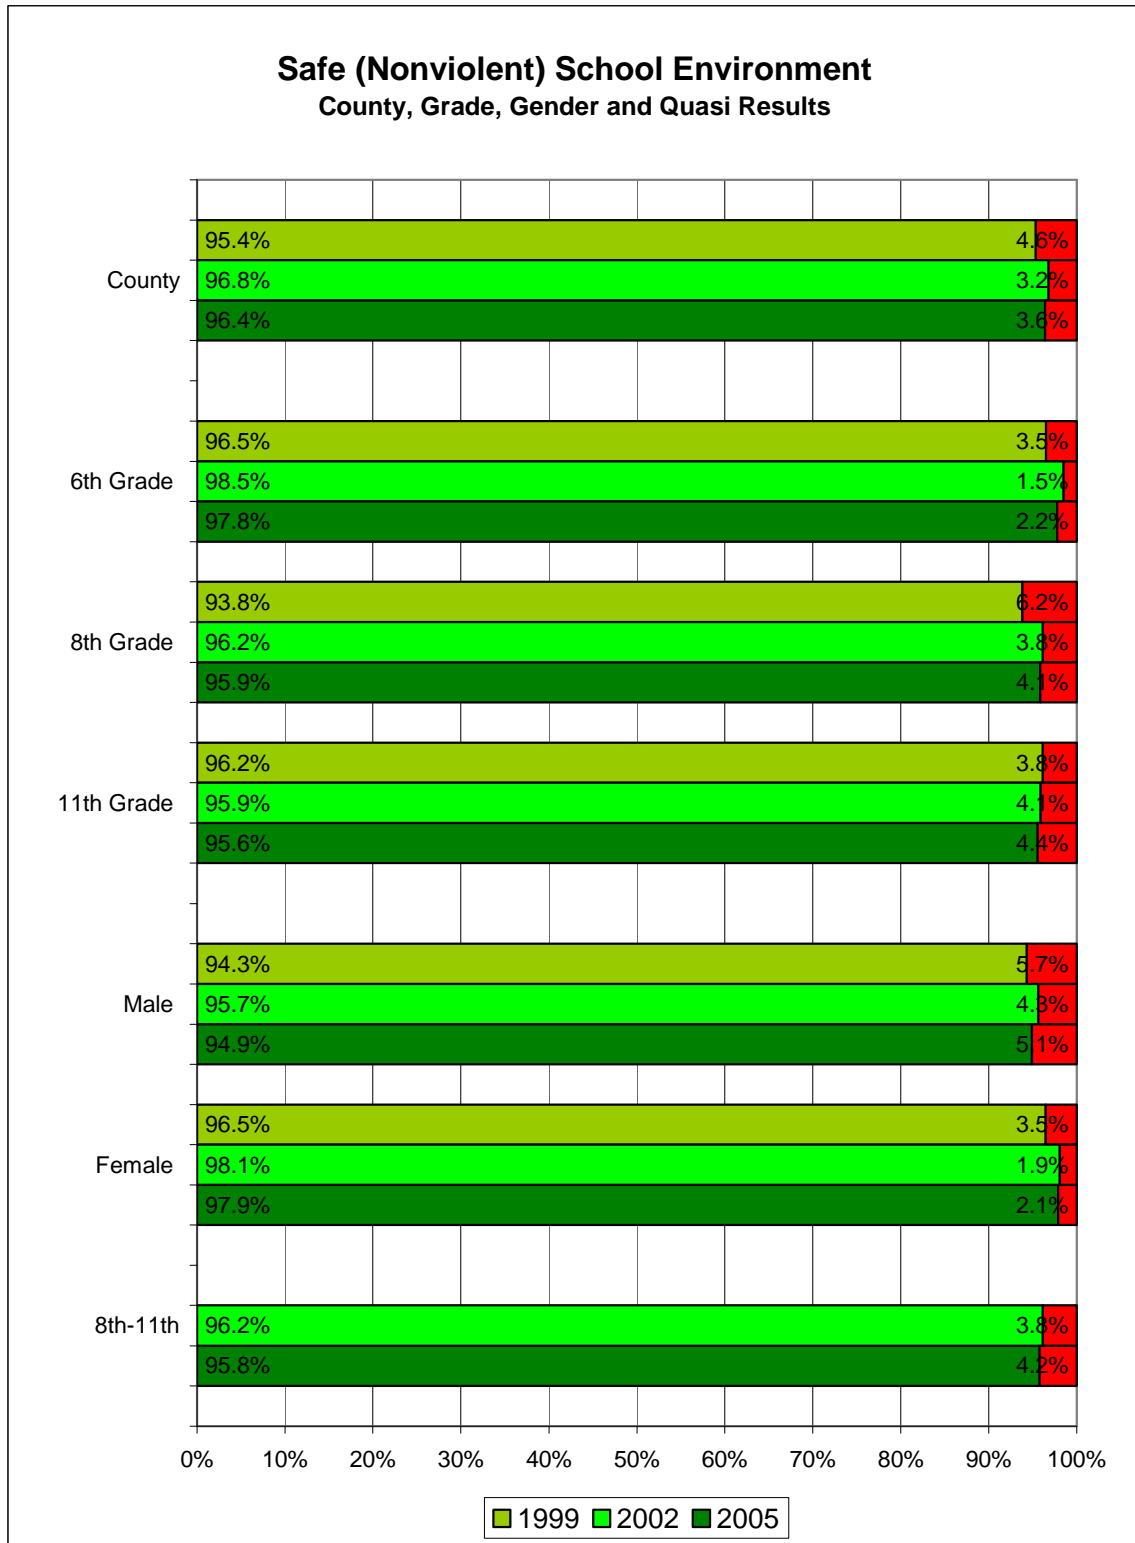 Safe (Nonviolent) School Environment
County, Grade, Gender and Quasi Results
95.4% 4.6%
County 96.8% 3.2%
96.4% 3.6%
96.5% 3.5%
6th Grade 98.5% 1.5%
97.8% 2.2%
93.8% 6.2%
8th Grade 96.2% 3.8%
95.9% 4.1%
96.2% 3.8%
11th Grade 95.9% 4.1%
95.6% 4.4%
94.3% 5.7%
Male 95.7% 4.3%
94.9% 5.1%
96.5% 3.5%
Female 98.1% 1.9%
97.9% 2.1%
8th-11th 96.2% 3.8%
95.8% 4.2%
0% 10% 20% 30% 40% 50% 60% 70% 80% 90% 100%
1999 2002 2005